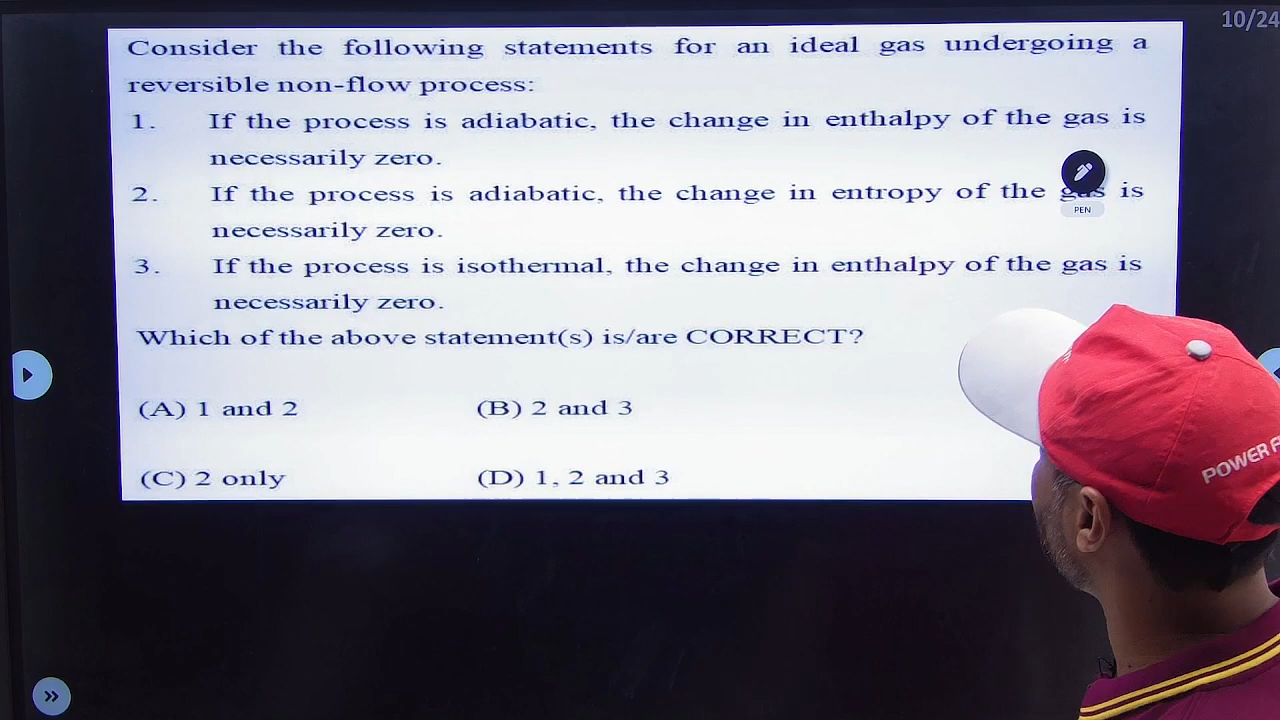 10/24
Consider the following statements for an ideal gas undergoing a
reversible non-flow process:
1. If the process is adiabatic, the change in enthalpy of the gas is
necessarily zero.
2. If the process is adiabatic, the change in entropy of the gas is
necessarily zero.
PEN
3. If the process is isothermal, the change in enthalpy of the gas is
necessarily zero.
Which of the above statement(s) is/are CORRECT?
(A) 1 and 2 (B) 2 and 3
(C) 2 only (D) 1, 2 and 3
POWER